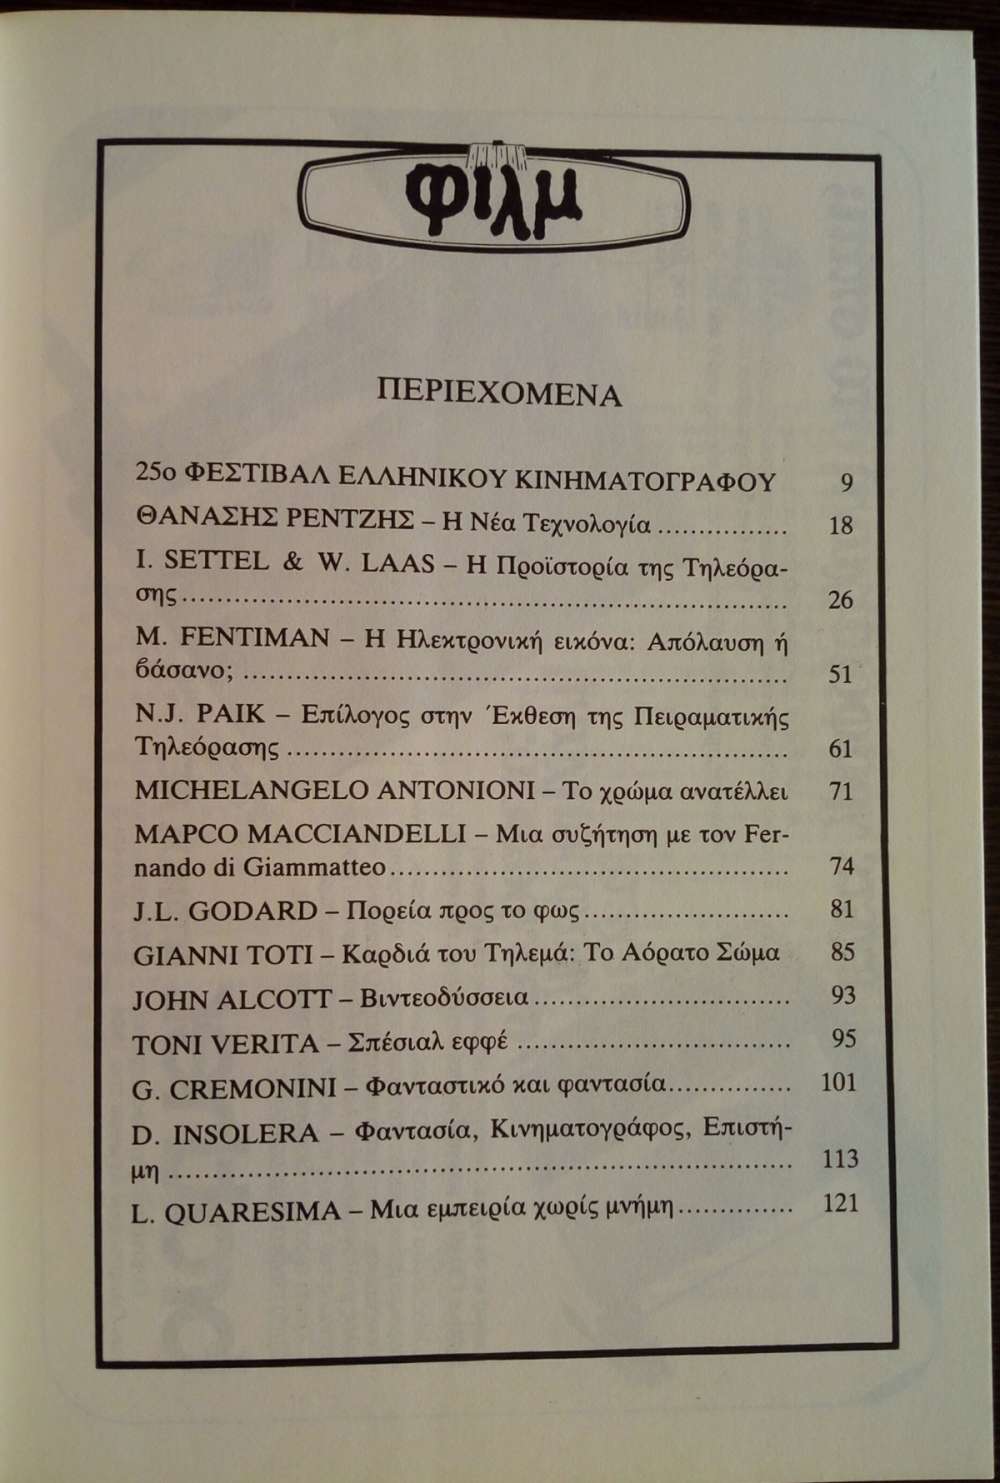 φιλμ
ΠΕΡΙΕΧΟΜΕΝΑ
25ο ΦΕΣΤΙΒΑΛ ΕΛΛΗΝΙΚΟΥ ΚΙΝΗΜΑΤΟΓΡΑΦΟΥ 9
ΘΑΝΑΣΗΣ ΡΕΝΤΖΗΣ – Η Νέα Τεχνολογία ................ 18
I. SETTEL & W. LAAS – Η Προϊστορία της Τηλεόρα-
σης ................ 26
M. FENTIMAN – Η Ηλεκτρονική εικόνα: Απόλαυση ή
βάσανο; ................ 51
N.J. PAIK – Επίλογος στην Έκθεση της Πειραματικής
Τηλεόρασης ................ 61
MICHELANGELO ANTONIONI – Το χρώμα ανατέλλει 71
ΜΑΡCO MACCIANDELLI – Μια συζήτηση με τον Fer-
nando di Giammatteo ................ 74
J.L. GODARD – Πορεία προς το φως ................ 81
GIANNI TOTI – Καρδιά του Τηλεμά: Το Αόρατο Σώμα 85
JOHN ALCOTT – Βιντεοδύσσεια ................ 93
TONI VERITA – Σπέσιαλ εφφέ ................ 95
G. CREMONINI – Φανταστικό και φαντασία ................ 101
D. INSOLERA – Φαντασία, Κινηματογράφος, Επιστή-
μη ................ 113
L. QUARESIMA – Μια εμπειρία χωρίς μνήμη ................ 121